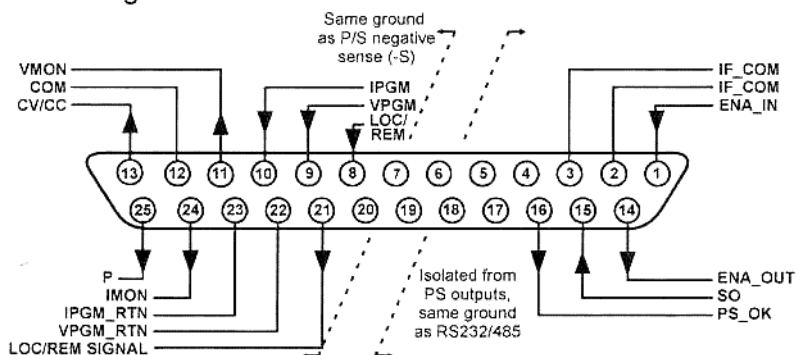 Same ground
as P/S negative
sense (-S)
VMON
COM
CV/CC
IPGM
VPGM
LOC/
REM
IF_COM
IF_COM
ENA_IN
13 12 11 10 9 8 7 6 5 4 3 2 1
25 24 23 22 21 20 19 18 17 16 15 14
P
IMON
IPGM_RTN
VPGM_RTN
LOC/REM SIGNAL
Isolated from
PS outputs,
same ground
as RS232/485
ENA_OUT
SO
PS_OK